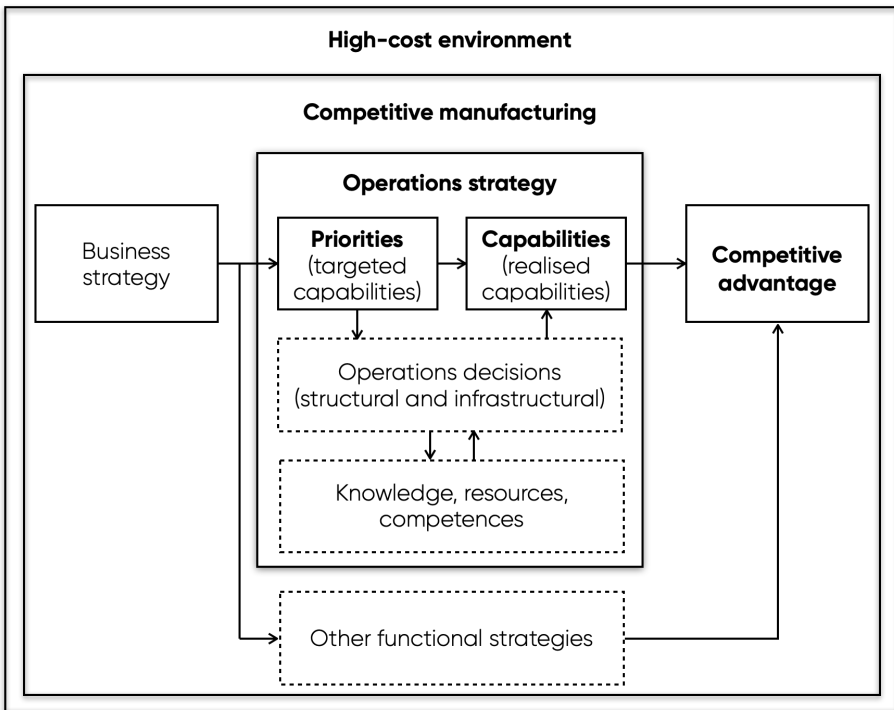 High-cost environment
Competitive manufacturing
Operations strategy
Business
strategy
Priorities
(targeted
capabilities)
Capabilities
(realised
capabilities)
Competitive
advantage
Operations decisions
(structural and infrastructural)
Knowledge, resources,
competences
Other functional strategies